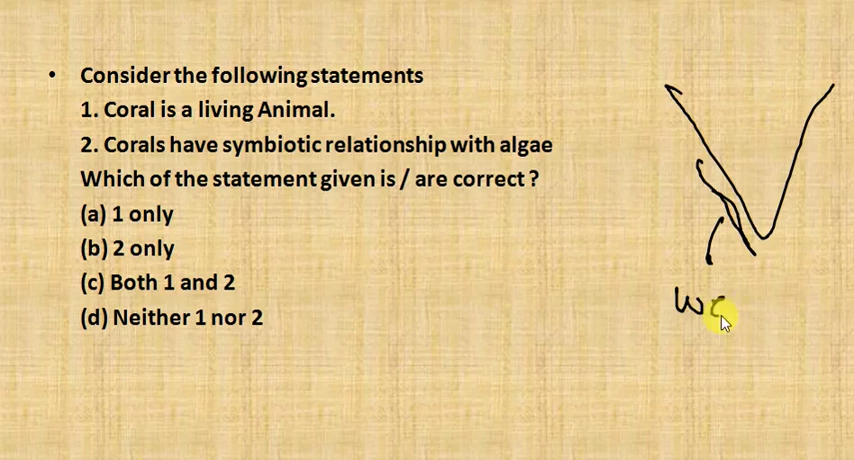 • Consider the following statements
1. Coral is a living Animal.
2. Corals have symbiotic relationship with algae
Which of the statement given is / are correct ?
(a) 1 only
(b) 2 only
(c) Both 1 and 2
(d) Neither 1 nor 2